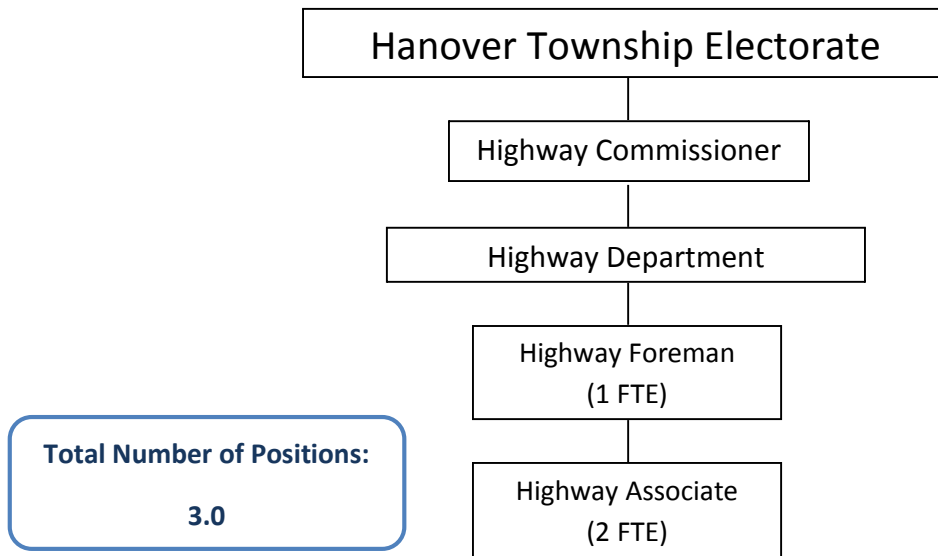 Hanover Township Electorate
Highway Commissioner
Highway Department
Highway Foreman
(1 FTE)
Total Number of Positions:
3.0
Highway Associate
(2 FTE)